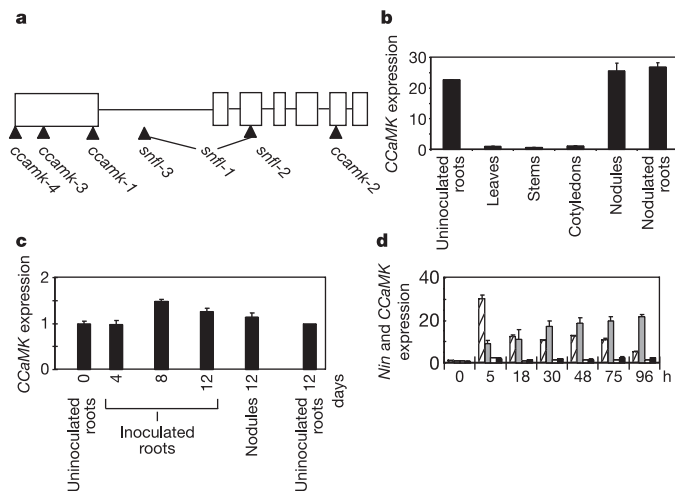 a
ccamk-4
ccamk-3
ccamk-1
snfl-3
snfl-1
snfl-2
ccamk-2
b
CCaMK expression
30
20
10
0
Uninoculated
roots
Leaves
Stems
Cotyledons
Nodules
Nodulated
roots
c
CCaMK expression
2
1
0
0
4
8
12
12
12
days
Uninoculated
roots
Inoculated
roots
Nodules
Uninoculated
roots
d
Nin and CCaMK
expression
40
20
0
0
5
18
30
48
75
96
h